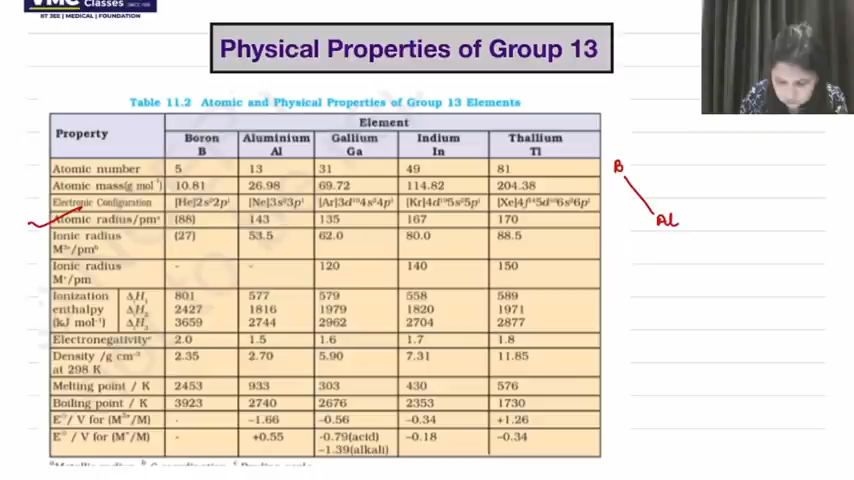 VMC Classes SINCE 1986
IIT JEE | MEDICAL | FOUNDATION
Physical Properties of Group 13
Table 11.2 Atomic and Physical Properties of Group 13 Elements
Property Element
Boron Aluminium Gallium Indium Thallium
B Al Ga In Tl
Atomic number 5 13 31 49 81
Atomic mass(g mol⁻¹) 10.81 26.98 69.72 114.82 204.38
Electronic Configuration [He]2s²2p¹ [Ne]3s²3p¹ [Ar]3d¹⁰4s²4p¹ [Kr]4d¹⁰5s²5p¹ [Xe]4f¹⁴5d¹⁰6s²6p¹
Atomic radius/pmᵃ (88) 143 135 167 170
Ionic radius (27) 53.5 62.0 80.0 88.5
M³⁺/pmᵇ
Ionic radius - - 120 140 150
M⁺/pm
Ionization ΔᵢH₁ 801 577 579 558 589
enthalpy ΔᵢH₂ 2427 1816 1979 1820 1971
(kJ mol⁻¹) ΔᵢH₃ 3659 2744 2962 2704 2877
Electronegativityᶜ 2.0 1.5 1.6 1.7 1.8
Density /g cm⁻³ 2.35 2.70 5.90 7.31 11.85
at 298 K
Melting point / K 2453 933 303 430 576
Boiling point / K 3923 2740 2676 2353 1730
E⊖/ V for (M³⁺/M) - –1.66 –0.56 –0.34 +1.26
E⊖ / V for (M⁺/M) - +0.55 –0.79(acid) –0.18 –0.34
–1.39(alkali)
B
Al